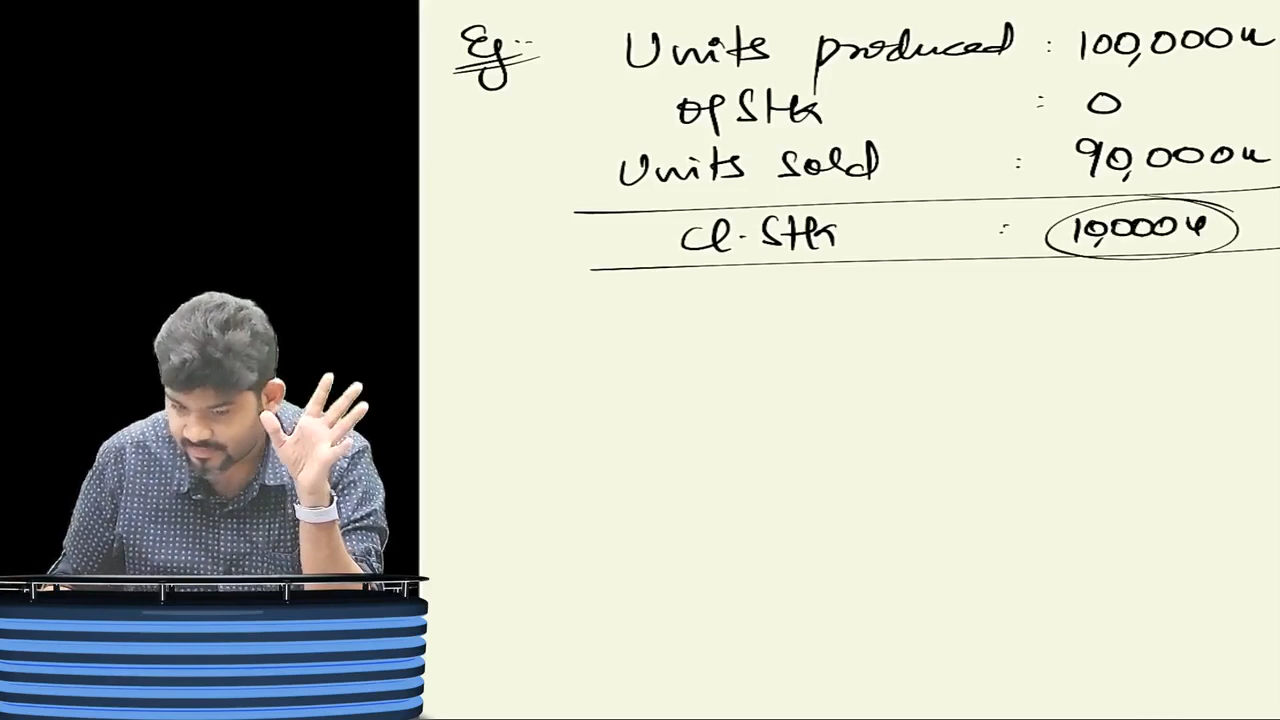 Eg:-
Units produced : 100,000u
Op Stk : 0
Units sold : 90,000u
Cl. Stk : 10,000u